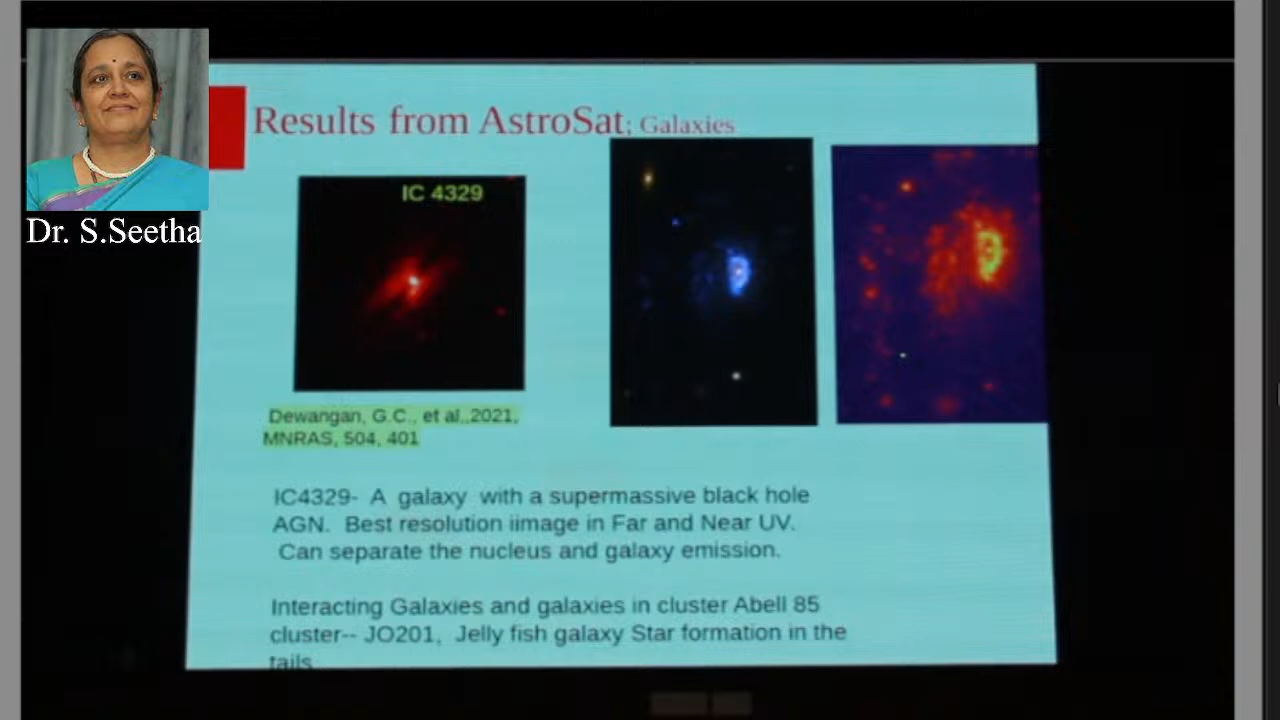 Dr. S.Seetha
Results from AstroSat; Galaxies
IC 4329
Dewangan, G.C., et al.,2021,
MNRAS, 504, 401
IC4329- A galaxy with a supermassive black hole
AGN. Best resolution iimage in Far and Near UV.
Can separate the nucleus and galaxy emission.
Interacting Galaxies and galaxies in cluster Abell 85
cluster-- JO201, Jelly fish galaxy Star formation in the
tails